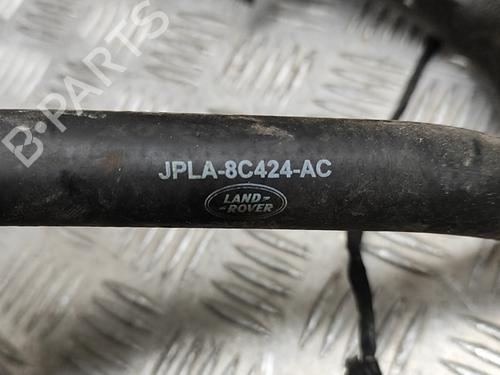 B-PARTS
JPLA-8C424-AC
LAND-
-ROVER